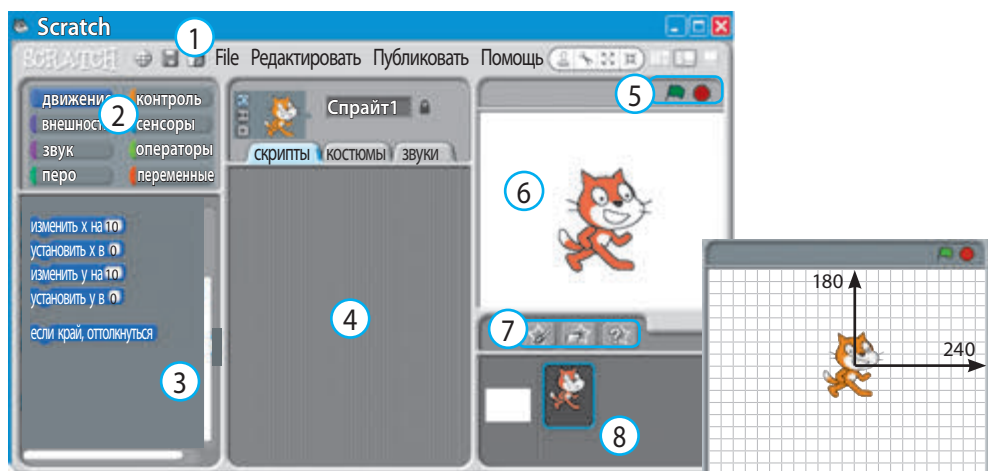 Scratch
1
SCRATCH File Редактировать Публиковать Помощь
движение контроль
2
внешность сенсоры
звук операторы
перо переменные
Спрайт1
скрипты костюмы звуки
5
6
изменить x на 10
установить x в 0
изменить y на 10
установить y в 0
если край, оттолкнуться
3
4
7
8
180
240